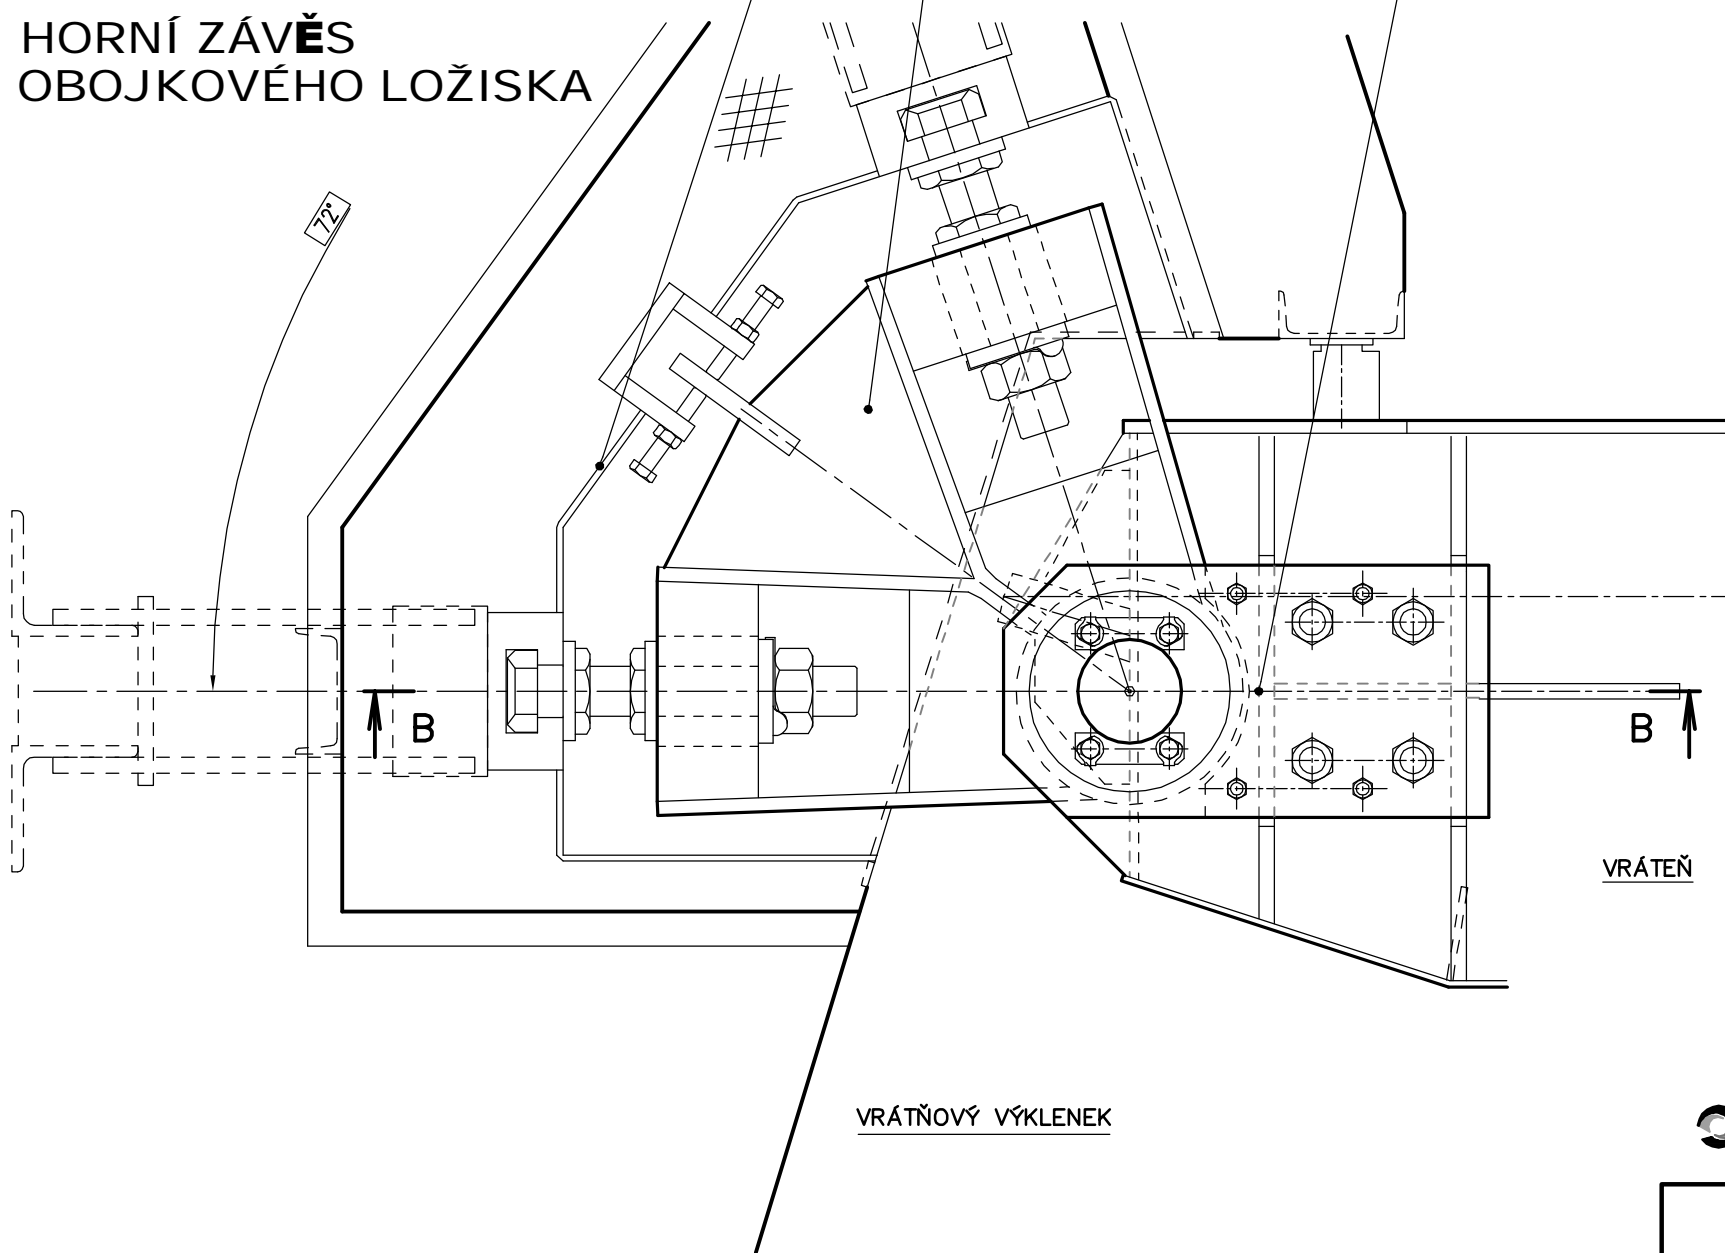 HORNÍ ZÁVĚS
OBOJKOVÉHO LOŽISKA
72°
B
B
VRÁTEŇ
VRÁTŇOVÝ VÝKLENEK